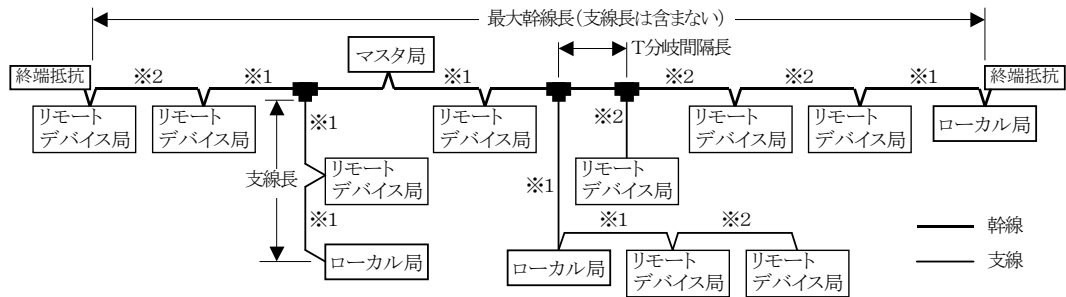 最大幹線長(支線長は含まない)
T分岐間隔長
マスタ局
終端抵抗
※2
※1
※1
※2
※2
※1
終端抵抗
リモート
デバイス局
リモート
デバイス局
リモート
デバイス局
リモート
デバイス局
リモート
デバイス局
ローカル局
※1
※2
支線長
リモート
デバイス局
リモート
デバイス局
※1
※1
※1
※2
幹線
ローカル局
ローカル局
リモート
デバイス局
リモート
デバイス局
支線